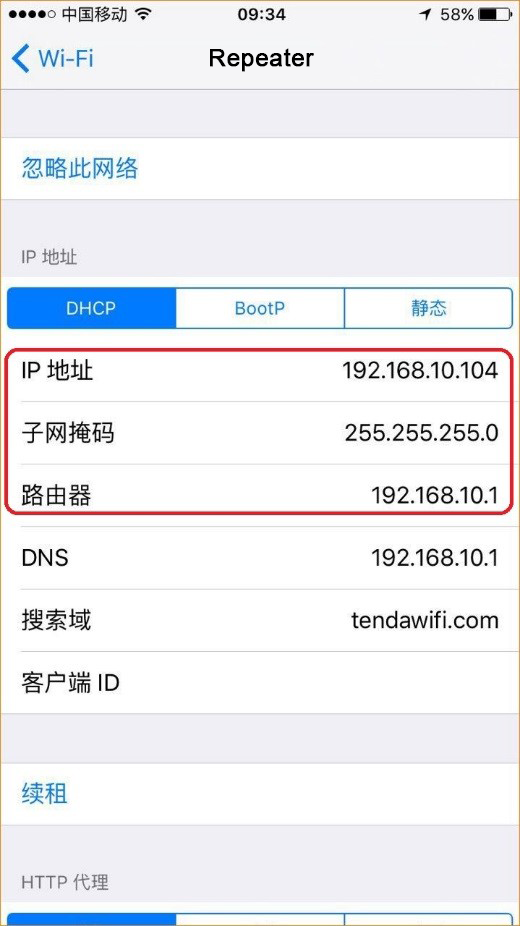 中国移动 09:34 58%
Wi-Fi Repeater
忽略此网络
IP 地址
DHCP BootP 静态
IP 地址 192.168.10.104
子网掩码 255.255.255.0
路由器 192.168.10.1
DNS 192.168.10.1
搜索域 tendawifi.com
客户端 ID
续租
HTTP 代理